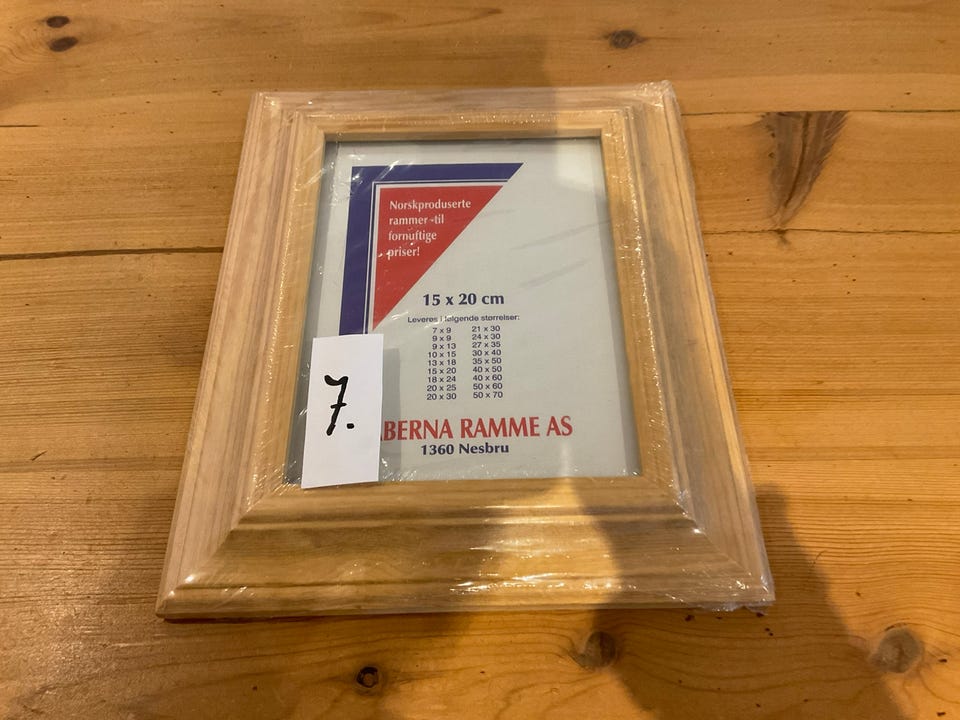 Norskproduserte
rammer -til
fornuftige
priser!
15 x 20 cm
Leveres i følgende størrelser:
7 x 9 21 x 30
9 x 9 24 x 30
9 x 13 27 x 35
10 x 15 30 x 40
13 x 18 35 x 50
15 x 20 40 x 50
18 x 24 40 x 60
20 x 25 50 x 60
20 x 30 50 x 70
7.
RAMME AS
1360 Nesbru